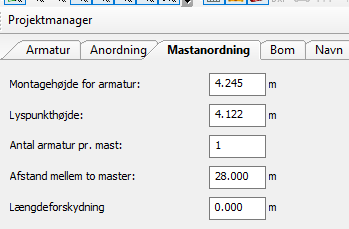 Projektmanager
Armatur Anordning Mastanordning Bom Navn
Montagehøjde for armatur: 4.245 m
Lyspunkthøjde: 4.122 m
Antal armatur pr. mast: 1
Afstand mellem to master: 28.000 m
Længdeforskydning 0.000 m